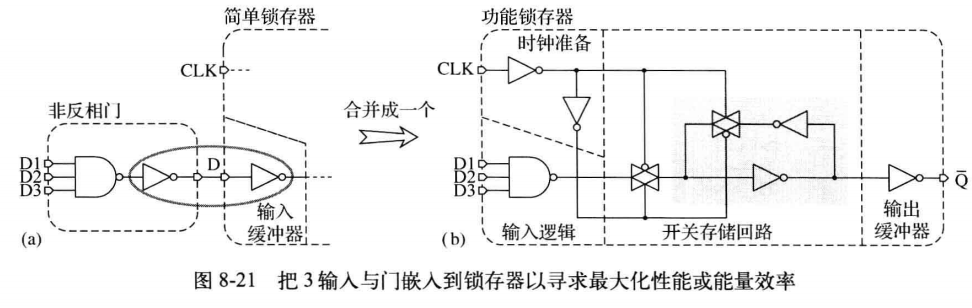 简单锁存器
CLK
非反相门
D1
D2
D3
D
输入
缓冲器
(a)
合并成一个
功能锁存器
时钟准备
CLK
D1
D2
D3
输入逻辑
开关存储回路
输出
缓冲器
Q̅
(b)
图 8-21 把 3 输入与门嵌入到锁存器以寻求最大化性能或能量效率